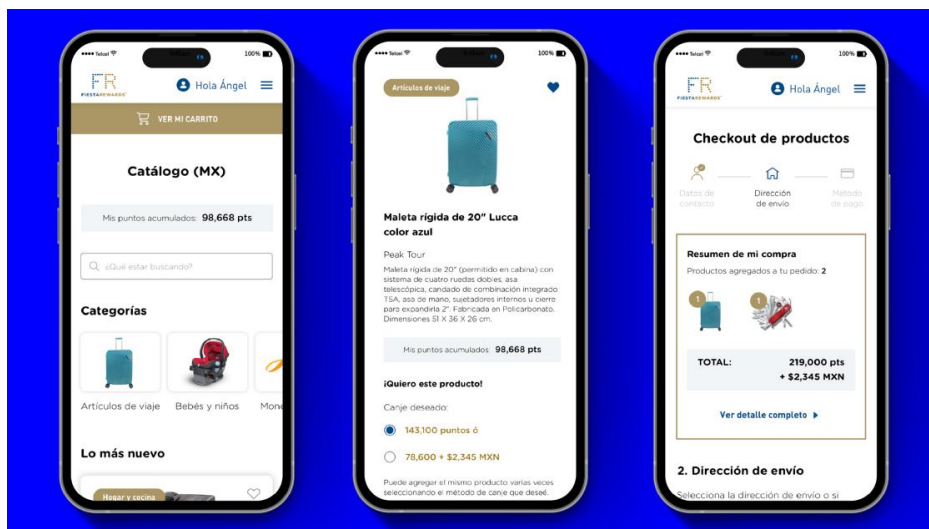 Telcel
100%
FR
FIESTAREWARDS
Hola Ángel
VER MI CARRITO
Catálogo (MX)
Mis puntos acumulados: 98,668 pts
¿Qué estar buscando?
Categorías
Artículos de viaje
Bebés y niños
Mone
Lo más nuevo
Hogar y cocina
Telcel
100%
Artículos de viaje
Maleta rígida de 20" Lucca
color azul
Peak Tour
Maleta rígida de 20" (permitido en cabina) con
sistema de cuatro ruedas dobles, asa
telescópica, candado de combinación integrado
TSA, asa de mano, sujetadores internos u cierre
para expandirla 2". Fabricada en Policarbonato.
Dimensiones 51 X 36 X 26 cm.
Mis puntos acumulados: 98,668 pts
¡Quiero este producto!
Canje deseado:
143,100 puntos ó
78,600 + $2,345 MXN
Puede agregar el mismo producto varias veces
seleccionando el método de canje que deseé.
Telcel
100%
FR
FIESTAREWARDS
Hola Ángel
Checkout de productos
Datos de
contacto
Dirección
de envío
Método
de pago
Resumen de mi compra
Productos agregados a tu pedido: 2
1
1
TOTAL: 219,000 pts
+ $2,345 MXN
Ver detalle completo
2. Dirección de envío
Selecciona la dirección de envío o si